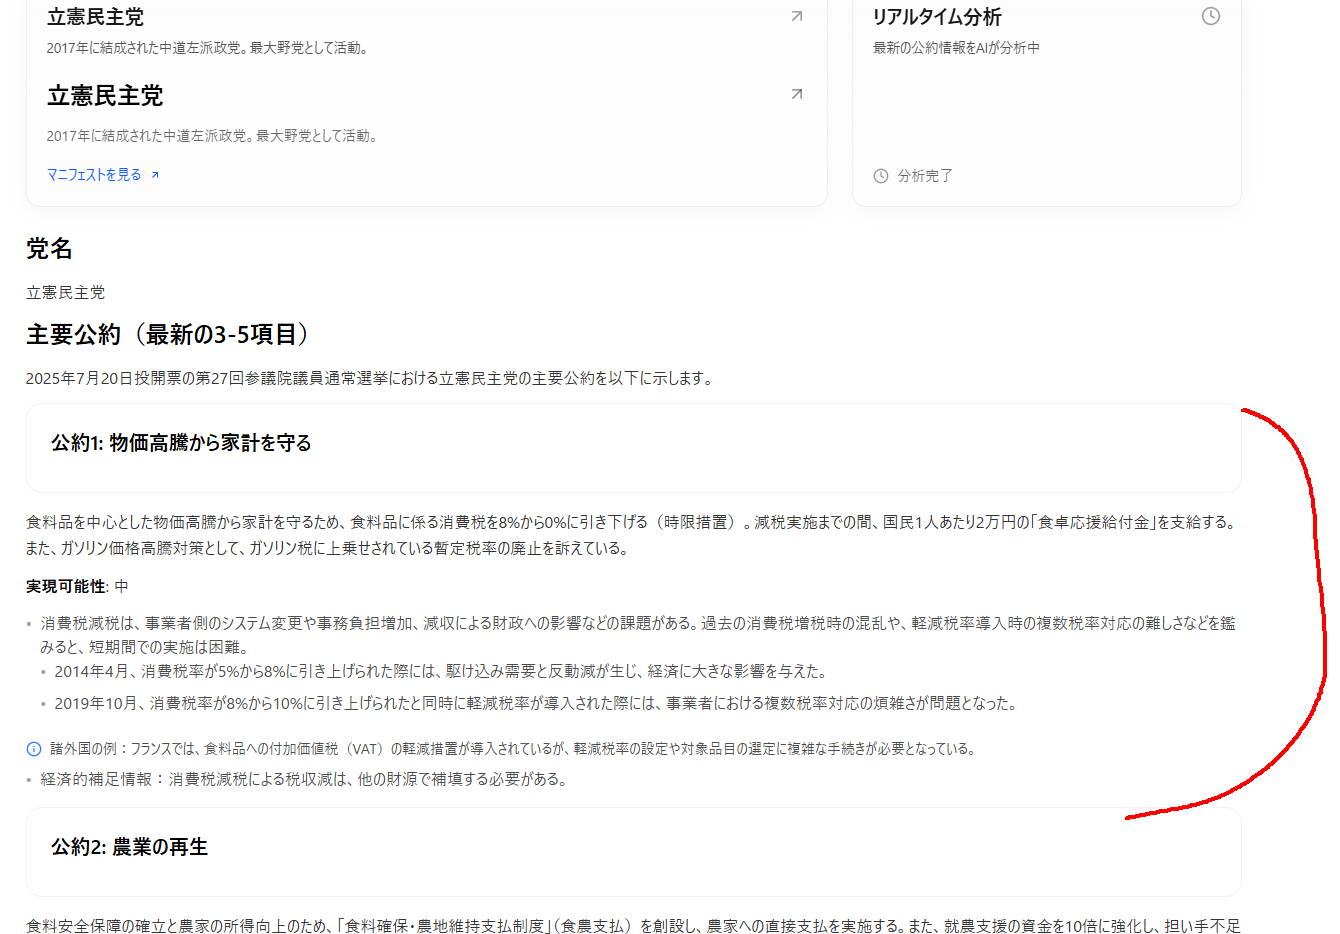 立憲民主党
2017年に結成された中道左派政党。最大野党として活動。
立憲民主党
2017年に結成された中道左派政党。最大野党として活動。
マニフェストを見る
リアルタイム分析
最新の公約情報をAIが分析中
分析完了
党名
立憲民主党
主要公約（最新の3-5項目）
2025年7月20日投開票の第27回参議院議員通常選挙における立憲民主党の主要公約を以下に示します。
公約1: 物価高騰から家計を守る
食料品を中心とした物価高騰から家計を守るため、食料品に係る消費税を8%から0%に引き下げる（時限措置）。減税実施までの間、国民1人あたり2万円の「食卓応援給付金」を支給する。
また、ガソリン価格高騰対策として、ガソリン税に上乗せされている暫定税率の廃止を訴えている。
実現可能性: 中
• 消費税減税は、事業者側のシステム変更や事務負担増加、減収による財政への影響などの課題がある。過去の消費税増税時の混乱や、軽減税率導入時の複数税率対応の難しさなどを鑑
みると、短期間での実施は困難。
• 2014年4月、消費税率が5%から8%に引き上げられた際には、駆け込み需要と反動減が生じ、経済に大きな影響を与えた。
• 2019年10月、消費税率が8%から10%に引き上げられたと同時に軽減税率が導入された際には、事業者における複数税率対応の煩雑さが問題となった。
諸外国の例：フランスでは、食料品への付加価値税（VAT）の軽減措置が導入されているが、軽減税率の設定や対象品目の選定に複雑な手続きが必要となっている。
• 経済的補足情報：消費税減税による税収減は、他の財源で補填する必要がある。
公約2: 農業の再生
食料安全保障の確立と農家の所得向上のため、「食料確保・農地維持支払制度」（食農支払）を創設し、農家への直接支払を実施する。また、就農支援の資金を10倍に強化し、担い手不足